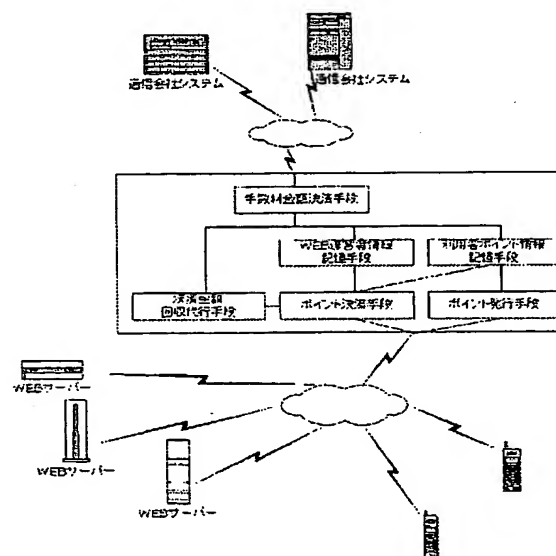 通信会社システム
通信会社システム
手数料金額決済手段
WEB運営者情報
記憶手段
利用者ポイント情報
記憶手段
決済金額
回収代行手段
ポイント決済手段
ポイント発行手段
WEBサーバー
WEBサーバー
WEBサーバー